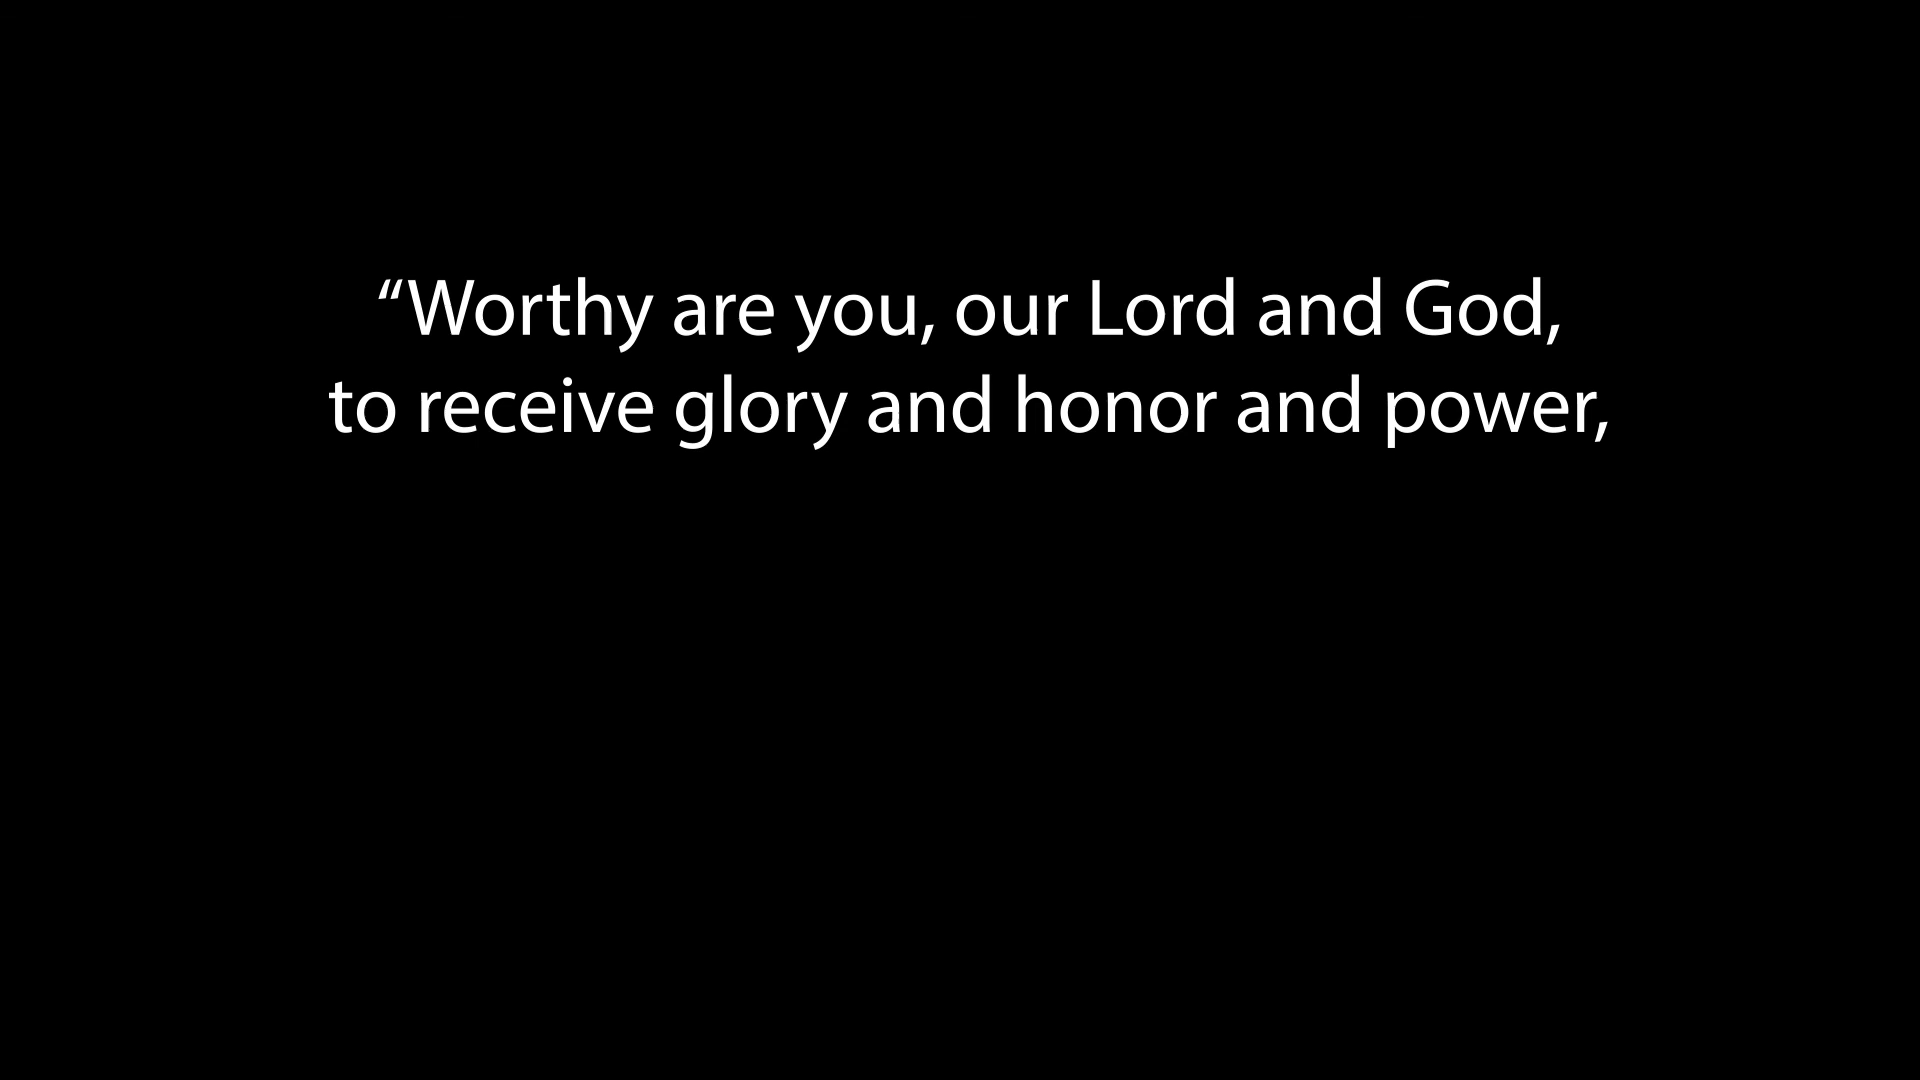 “Worthy are you, our Lord and God,
to receive glory and honor and power,